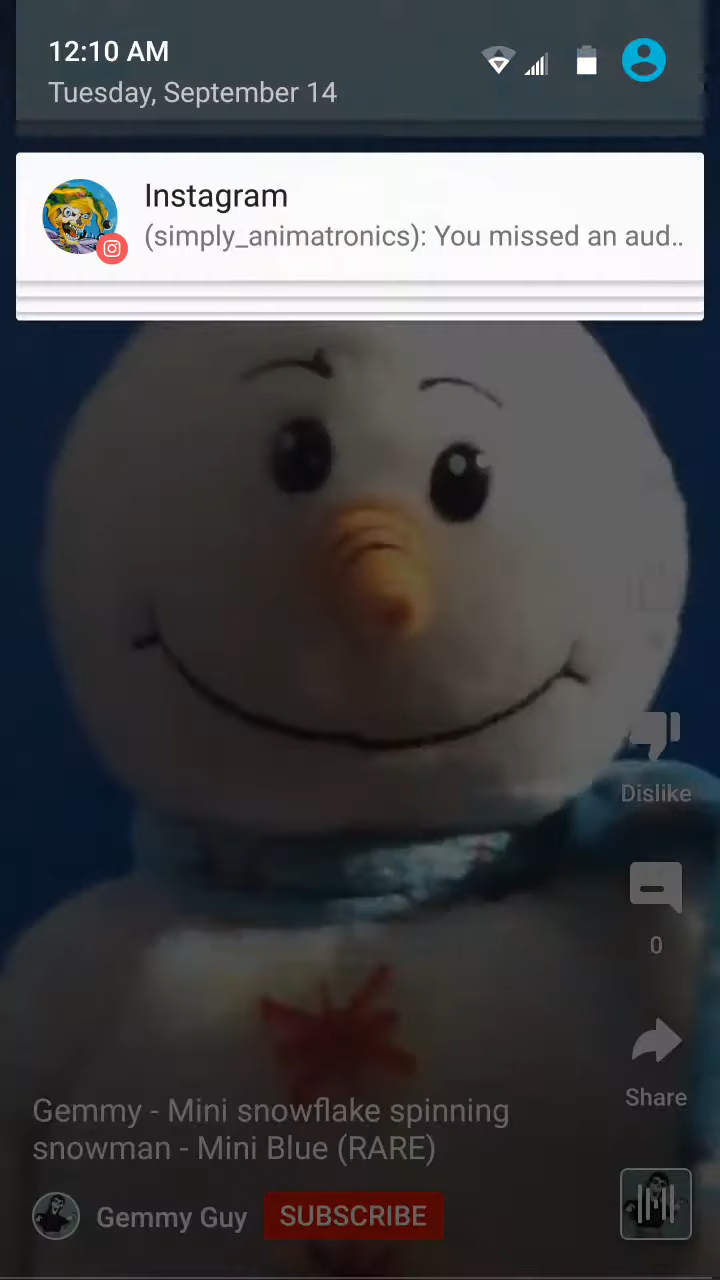 12:10 AM
Tuesday, September 14
Instagram
(simply_animatronics): You missed an aud..
Dislike
0
Share
Gemmy - Mini snowflake spinning
snowman - Mini Blue (RARE)
Gemmy Guy
SUBSCRIBE